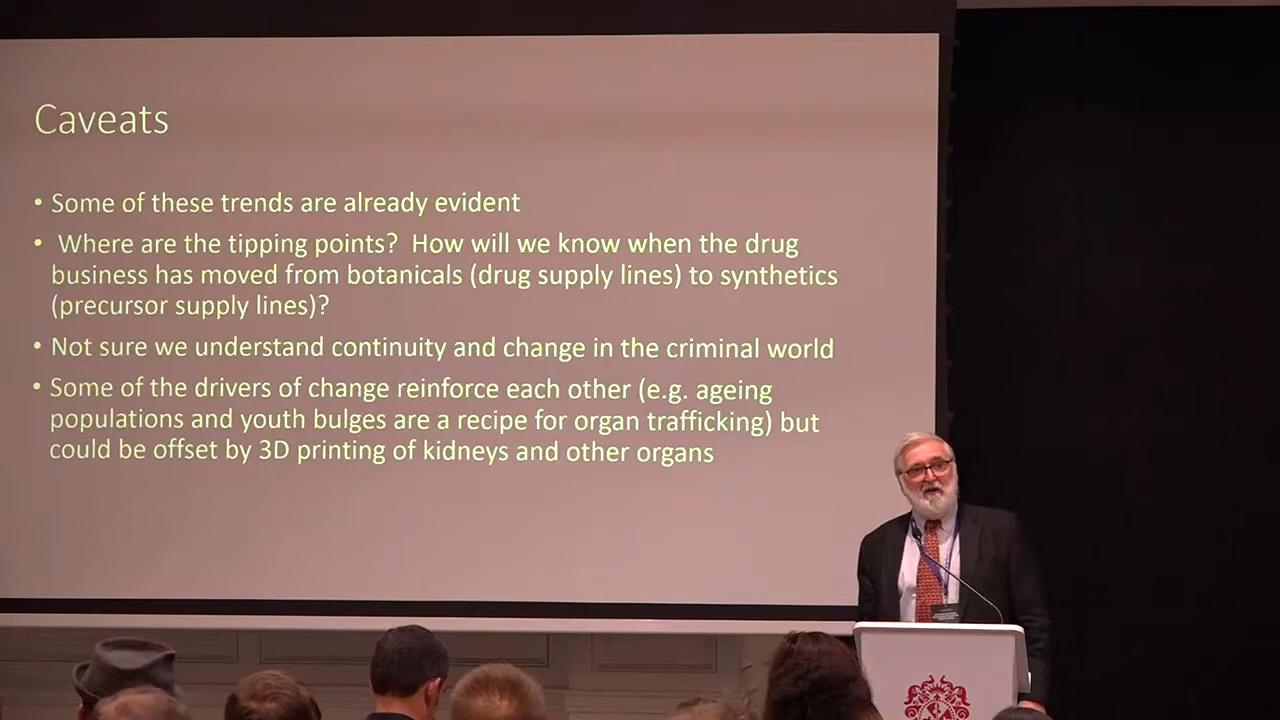 Caveats
• Some of these trends are already evident
• Where are the tipping points?  How will we know when the drug
business has moved from botanicals (drug supply lines) to synthetics
(precursor supply lines)?
• Not sure we understand continuity and change in the criminal world
• Some of the drivers of change reinforce each other (e.g. ageing
populations and youth bulges are a recipe for organ trafficking) but
could be offset by 3D printing of kidneys and other organs